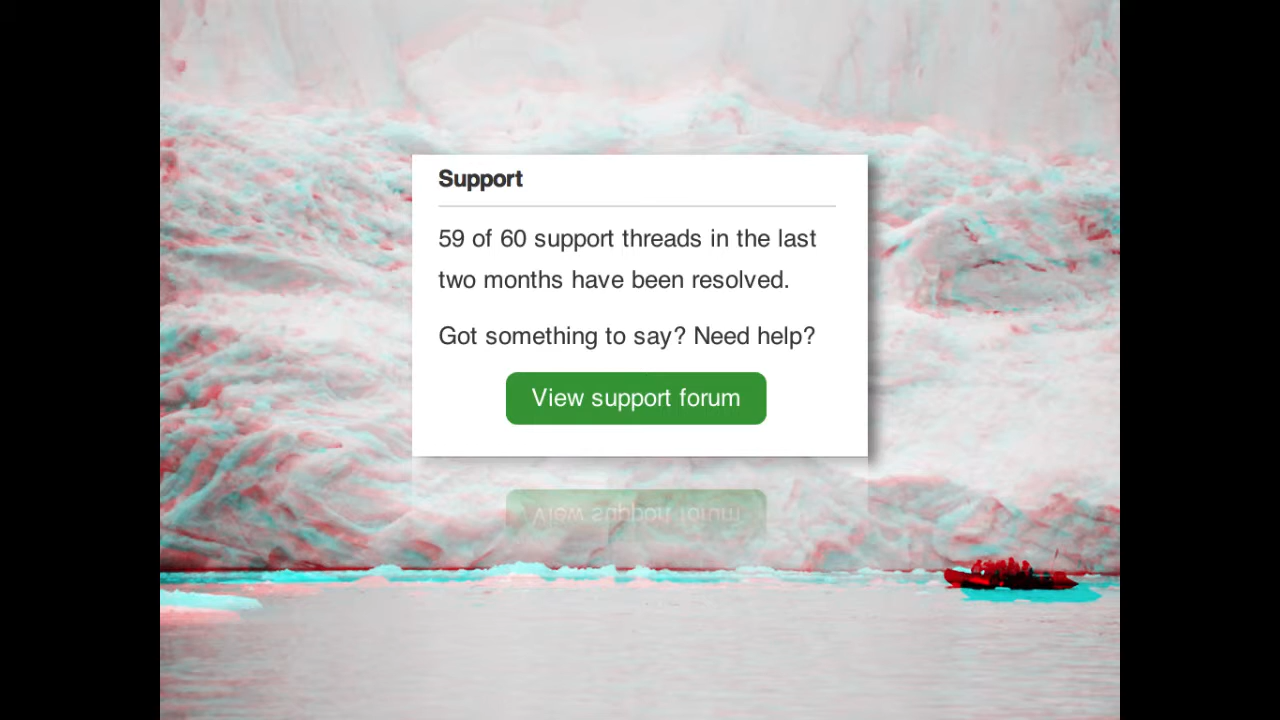 Support
59 of 60 support threads in the last
two months have been resolved.
Got something to say? Need help?
View support forum